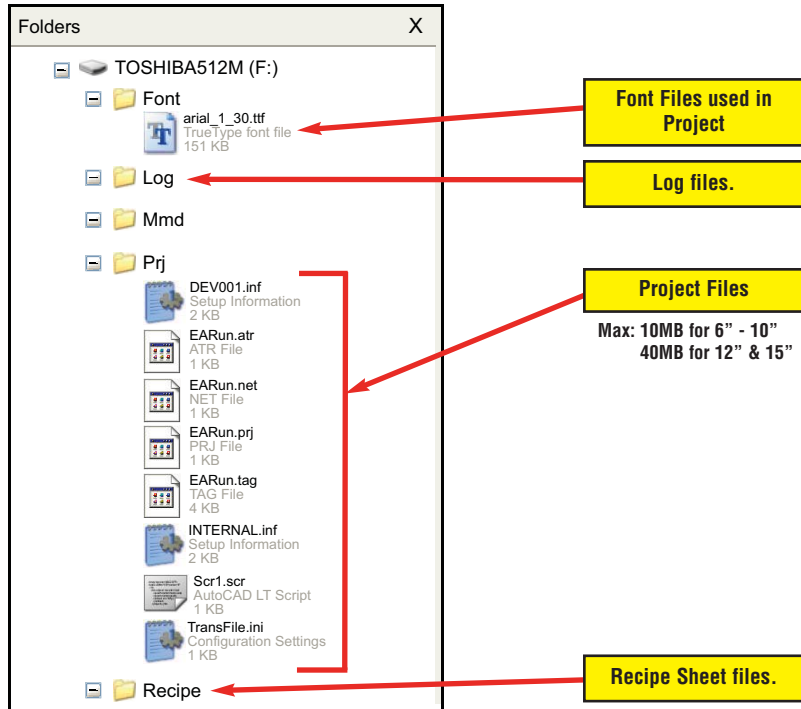 Folders X
TOSHIBA512M (F:)
Font
arial_1_30.ttf
TrueType font file
151 KB
Font Files used in
Project
Log
Log files.
Mmd
Prj
DEV001.inf
Setup Information
2 KB
EARun.atr
ATR File
1 KB
EARun.net
NET File
1 KB
EARun.prj
PRJ File
1 KB
EARun.tag
TAG File
4 KB
INTERNAL.inf
Setup Information
2 KB
Scr1.scr
AutoCAD LT Script
1 KB
TransFile.ini
Configuration Settings
1 KB
Project Files
Max: 10MB for 6” - 10”
40MB for 12” & 15”
Recipe
Recipe Sheet files.